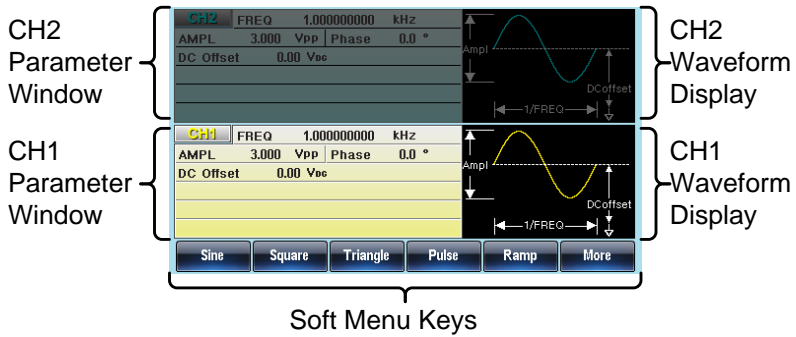 CH2
Parameter
Window
CH2 FREQ 1.000000000 kHz
AMPL 3.000 VPP Phase 0.0 °
DC Offset 0.00 VDC
Ampl
DCoffset
1/FREQ
CH2
Waveform
Display
CH1
Parameter
Window
CH1 FREQ 1.000000000 kHz
AMPL 3.000 VPP Phase 0.0 °
DC Offset 0.00 VDC
Ampl
DCoffset
1/FREQ
CH1
Waveform
Display
Sine Square Triangle Pulse Ramp More
Soft Menu Keys